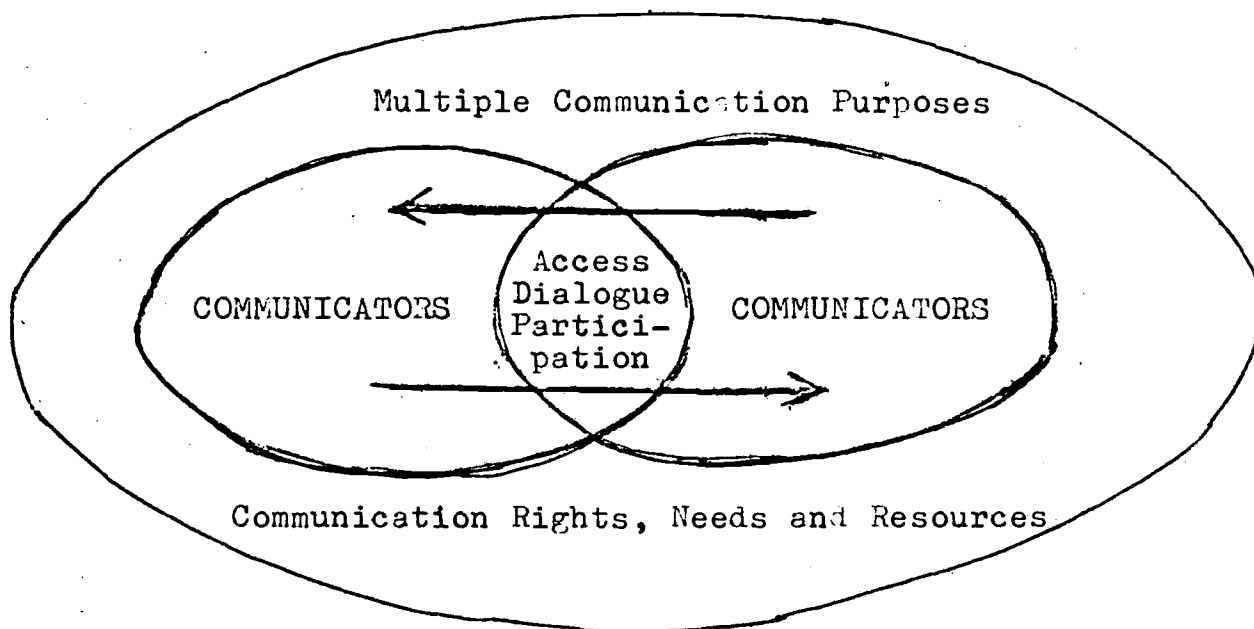 Multiple Communication Purposes
Access
COMMUNICATORS Dialogue COMMUNICATORS
Partici-
pation
Communication Rights, Needs and Resources